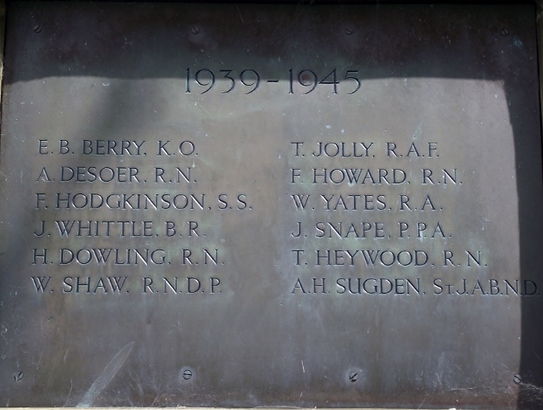 1939-1945
E. B. BERRY, K.O.
A. DESOER, R.N.
F. HODGKINSON, S.S.
J. WHITTLE, B.R.
H. DOWLING, R.N.
W. SHAW, R.N.D.P.
T. JOLLY, R.A.F.
F. HOWARD, R.N.
W. YATES, R.A.
J. SNAPE, P.P.A.
T. HEYWOOD, R.N.
A.H. SUGDEN, ST.J.A.B.N.D.